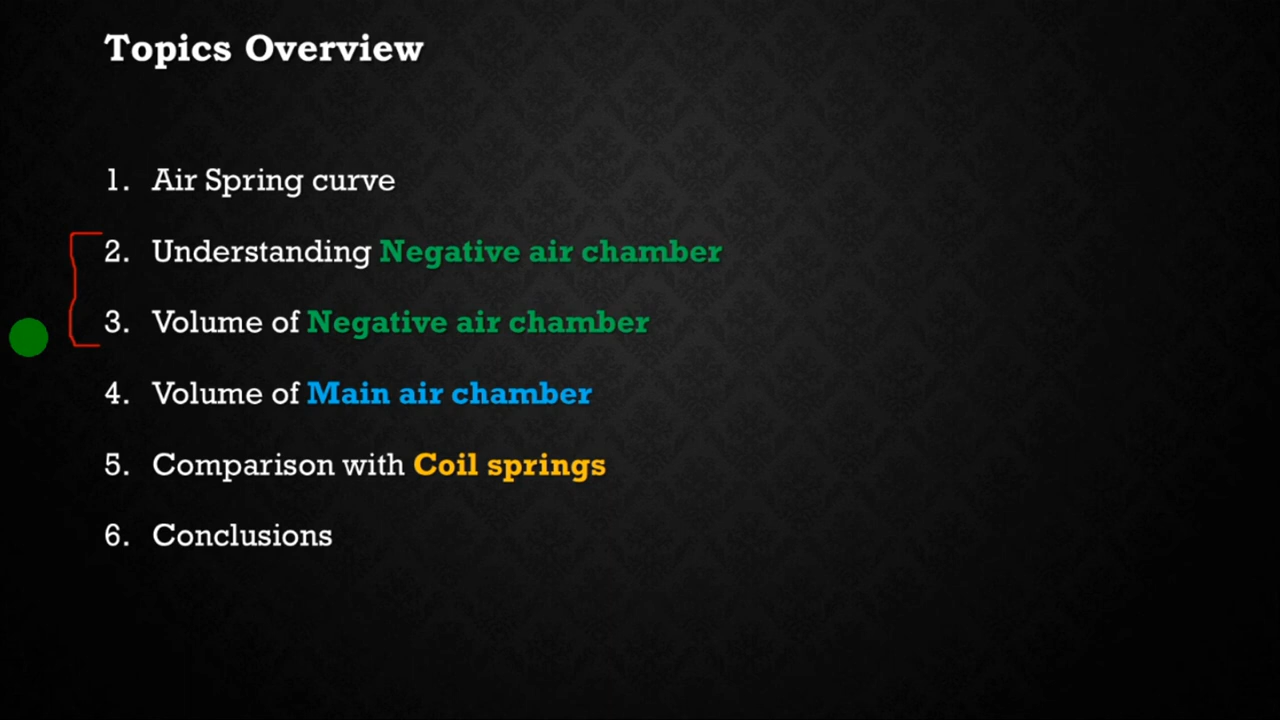 Topics Overview
1. Air Spring curve
2. Understanding Negative air chamber
3. Volume of Negative air chamber
4. Volume of Main air chamber
5. Comparison with Coil springs
6. Conclusions